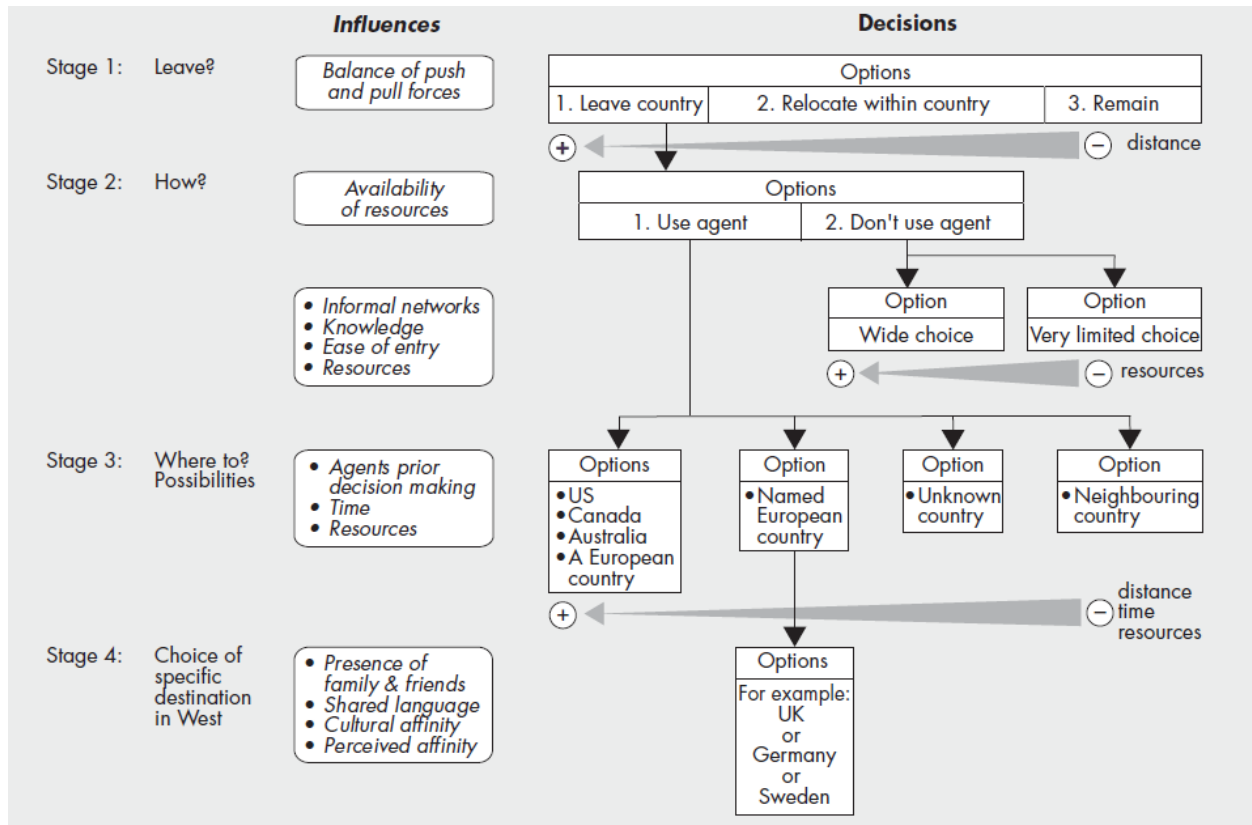 Influences
Decisions
Stage 1:
Leave?
Balance of push
and pull forces
Options
1. Leave country
2. Relocate within country
3. Remain
+
−
distance
Stage 2:
How?
Availability
of resources
Options
1. Use agent
2. Don't use agent
• Informal networks
• Knowledge
• Ease of entry
• Resources
Option
Wide choice
Option
Very limited choice
+
−
resources
Stage 3:
Where to?
Possibilities
• Agents prior
decision making
• Time
• Resources
Options
•US
•Canada
•Australia
•A European
country
Option
•Named
European
country
Option
•Unknown
country
Option
•Neighbouring
country
+
−
distance
time
resources
Stage 4:
Choice of
specific
destination
in West
• Presence of
family & friends
• Shared language
• Cultural affinity
• Perceived affinity
Options
For example:
UK
or
Germany
or
Sweden